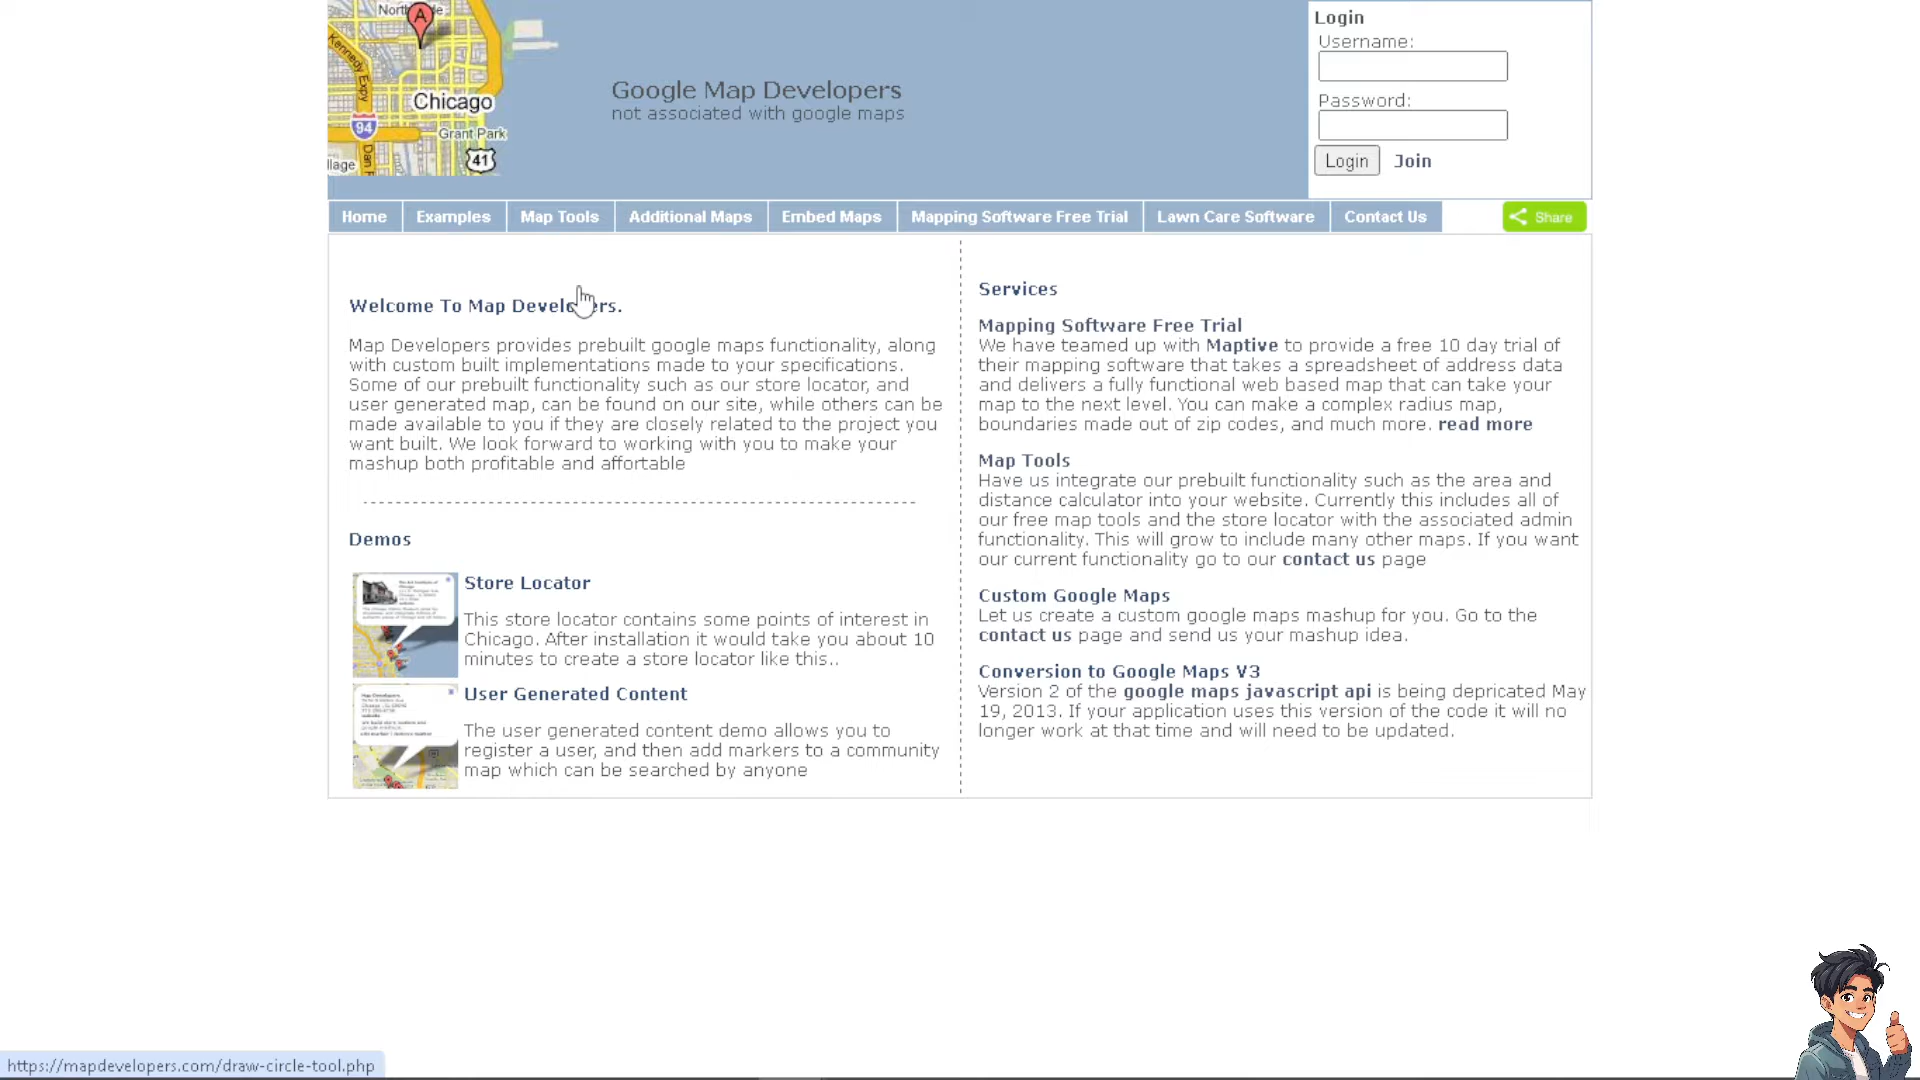 Chicago
94
Grant Park
41
Google Map Developers
not associated with google maps
Login
Username:
Password:
Login Join
Home Examples Map Tools Additional Maps Embed Maps Mapping Software Free Trial Lawn Care Software Contact Us Share
Welcome To Map Developers.
Map Developers provides prebuilt google maps functionality, along
with custom built implementations made to your specifications.
Some of our prebuilt functionality such as our store locator, and
user generated map, can be found on our site, while others can be
made available to you if they are closely related to the project you
want built. We look forward to working with you to make your
mashup both profitable and affortable
Demos
Store Locator
This store locator contains some points of interest in
Chicago. After installation it would take you about 10
minutes to create a store locator like this..
User Generated Content
The user generated content demo allows you to
register a user, and then add markers to a community
map which can be searched by anyone
Services
Mapping Software Free Trial
We have teamed up with Maptive to provide a free 10 day trial of
their mapping software that takes a spreadsheet of address data
and delivers a fully functional web based map that can take your
map to the next level. You can make a complex radius map,
boundaries made out of zip codes, and much more. read more
Map Tools
Have us integrate our prebuilt functionality such as the area and
distance calculator into your website. Currently this includes all of
our free map tools and the store locator with the associated admin
functionality. This will grow to include many other maps. If you want
our current functionality go to our contact us page
Custom Google Maps
Let us create a custom google maps mashup for you. Go to the
contact us page and send us your mashup idea.
Conversion to Google Maps V3
Version 2 of the google maps javascript api is being depricated May
19, 2013. If your application uses this version of the code it will no
longer work at that time and will need to be updated.
https://mapdevelopers.com/draw-circle-tool.php